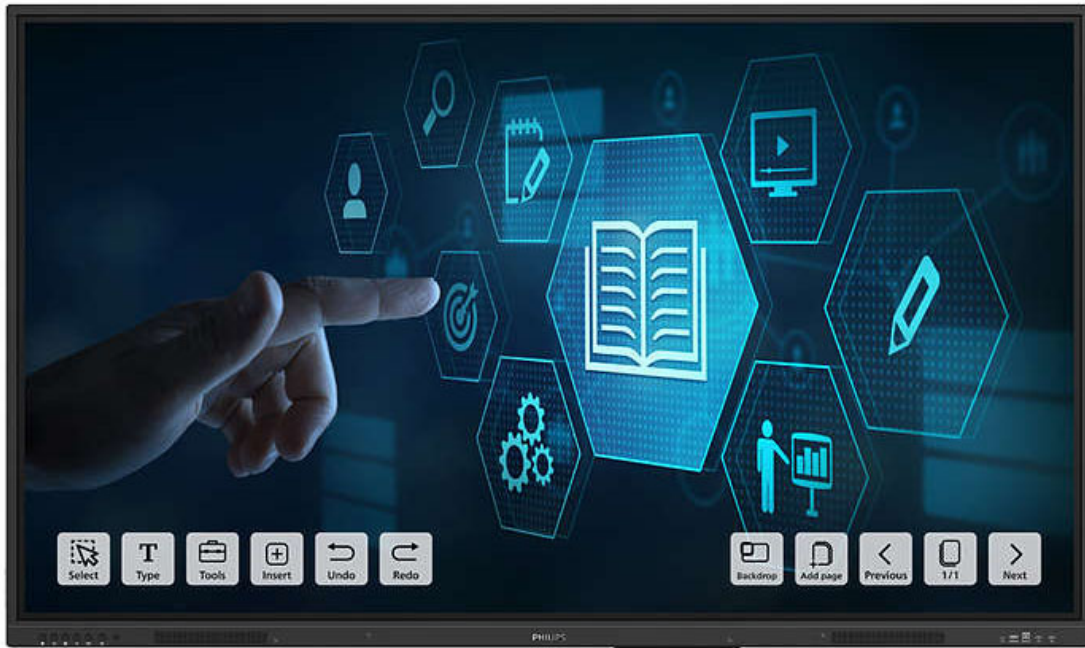 Select
Type
Tools
Insert
Undo
Redo
Backdrop
Add page
Previous
1/1
Next
PHILIPS